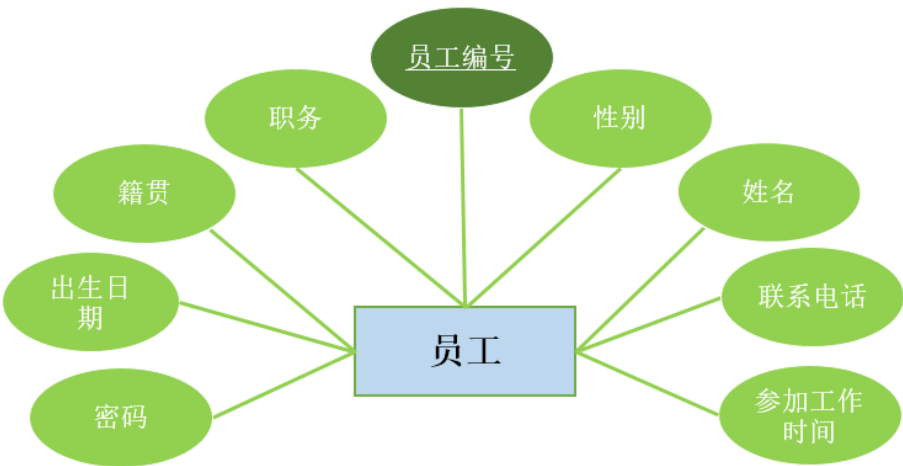 员工编号
职务
性别
籍贯
姓名
出生日
期
联系电话
员工
密码
参加工作
时间